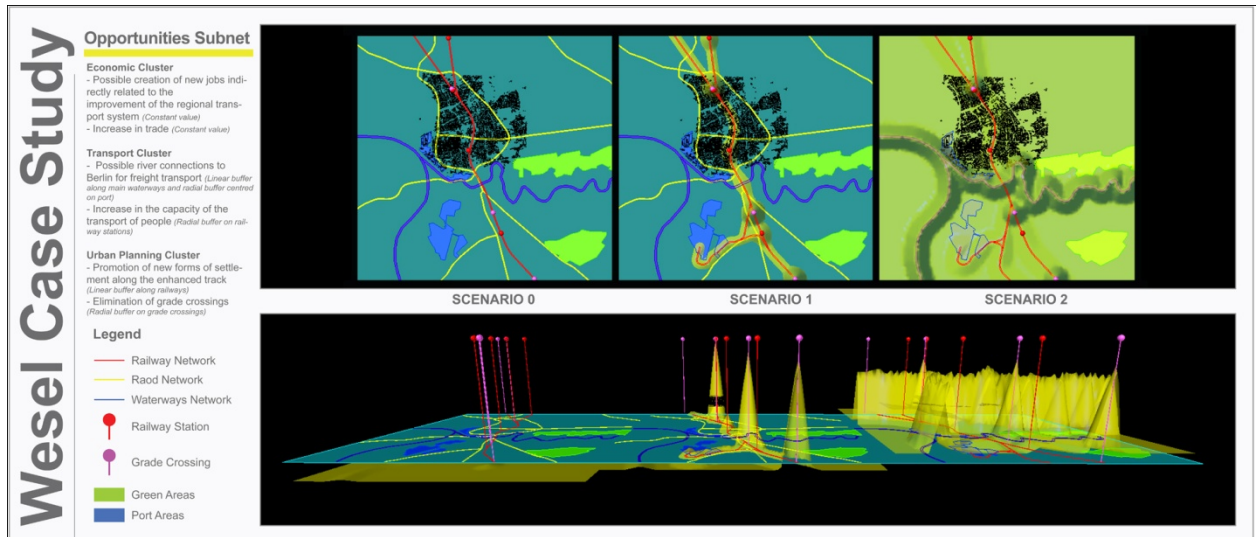 Wesel Case Study
Opportunities Subnet
Economic Cluster
- Possible creation of new jobs indi-
rectly related to the
improvement of the regional trans-
port system (Constant value)
- Increase in trade (Constant value)
Transport Cluster
- Possible river connections to
Berlin for freight transport (Linear buffer
along main waterways and radial buffer centred
on port)
- Increase in the capacity of the
transport of people (Radial buffer on rail-
way stations)
Urban Planning Cluster
- Promotion of new forms of settle-
ment along the enhanced track
(Linear buffer along railways)
- Elimination of grade crossings
(Radial buffer on grade crossings)
Legend
Railway Network
Raod Network
Waterways Network
Railway Station
Grade Crossing
Green Areas
Port Areas
SCENARIO 0
SCENARIO 1
SCENARIO 2